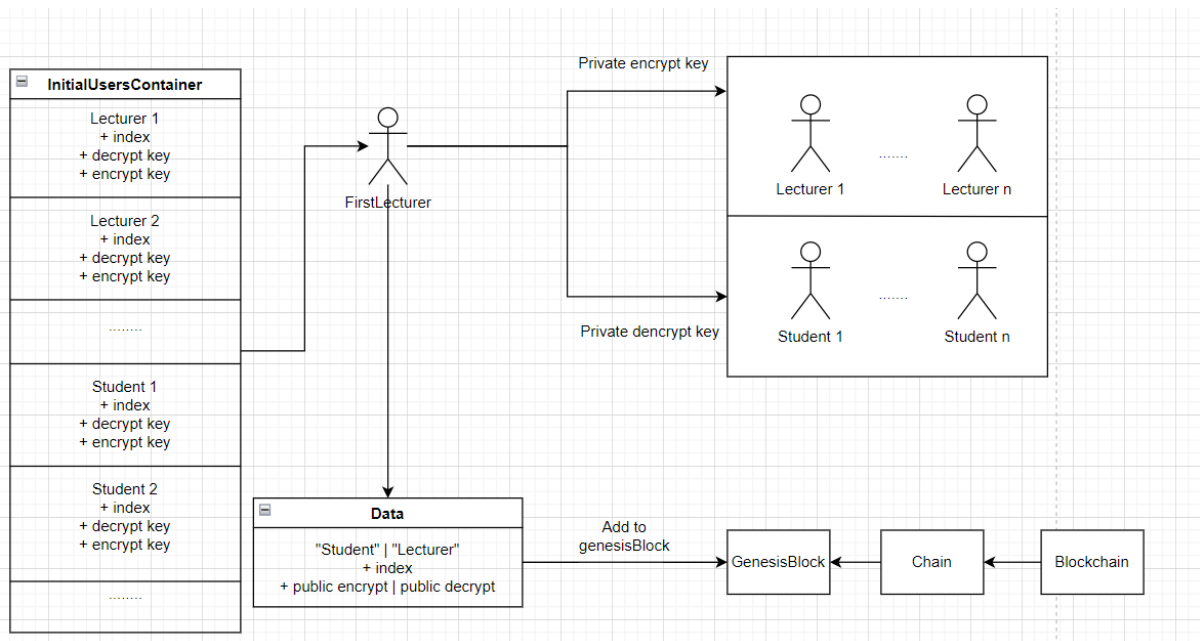 InitialUsersContainer
Lecturer 1
+ index
+ decrypt key
+ encrypt key
Lecturer 2
+ index
+ decrypt key
+ encrypt key
........
Student 1
+ index
+ decrypt key
+ encrypt key
Student 2
+ index
+ decrypt key
+ encrypt key
........
FirstLecturer
Private encrypt key
Lecturer 1
.......
Lecturer n
Private dencrypt key
Student 1
.......
Student n
Data
"Student" | "Lecturer"
+ index
+ public encrypt | public decrypt
Add to
genesisBlock
GenesisBlock
Chain
Blockchain